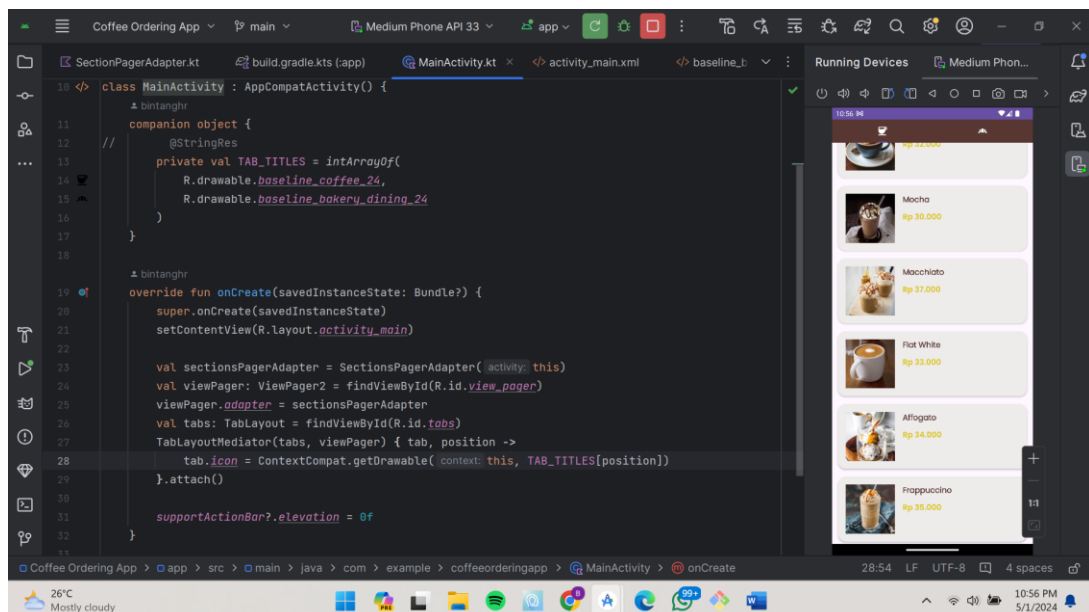 Coffee Ordering App
main
Medium Phone API 33
app
SectionPagerAdapter.kt
build.gradle.kts (:app)
MainActivity.kt
activity_main.xml
baseline_b
Running Devices
Medium Phon...
10 class MainActivity : AppCompatActivity() {
bintanghr
11 companion object {
12 // @StringRes
13 private val TAB_TITLES = intArrayOf(
14 R.drawable.baseline_coffee_24,
15 R.drawable.baseline_bakery_dining_24
16 )
17 }
18
bintanghr
19 override fun onCreate(savedInstanceState: Bundle?) {
20 super.onCreate(savedInstanceState)
21 setContentView(R.layout.activity_main)
22
23 val sectionsPagerAdapter = SectionsPagerAdapter( activity: this)
24 val viewPager: ViewPager2 = findViewById(R.id.view_pager)
25 viewPager.adapter = sectionsPagerAdapter
26 val tabs: TabLayout = findViewById(R.id.tabs)
27 TabLayoutMediator(tabs, viewPager) { tab, position ->
28 tab.icon = ContextCompat.getDrawable( context: this, TAB_TITLES[position])
29 }.attach()
30
31 supportActionBar?.elevation = 0f
32 }
33
10:56
Rp 32.000
Mocha
Rp 30.000
Macchiato
Rp 37.000
Flat White
Rp 33.000
Affogato
Rp 34.000
Frappuccino
Rp 35.000
1:1
Coffee Ordering App > app > src > main > java > com > example > coffeeorderingapp > MainActivity > onCreate
28:54 LF UTF-8 4 spaces
26°C
Mostly cloudy
PRE
99+
10:56 PM
5/1/2024